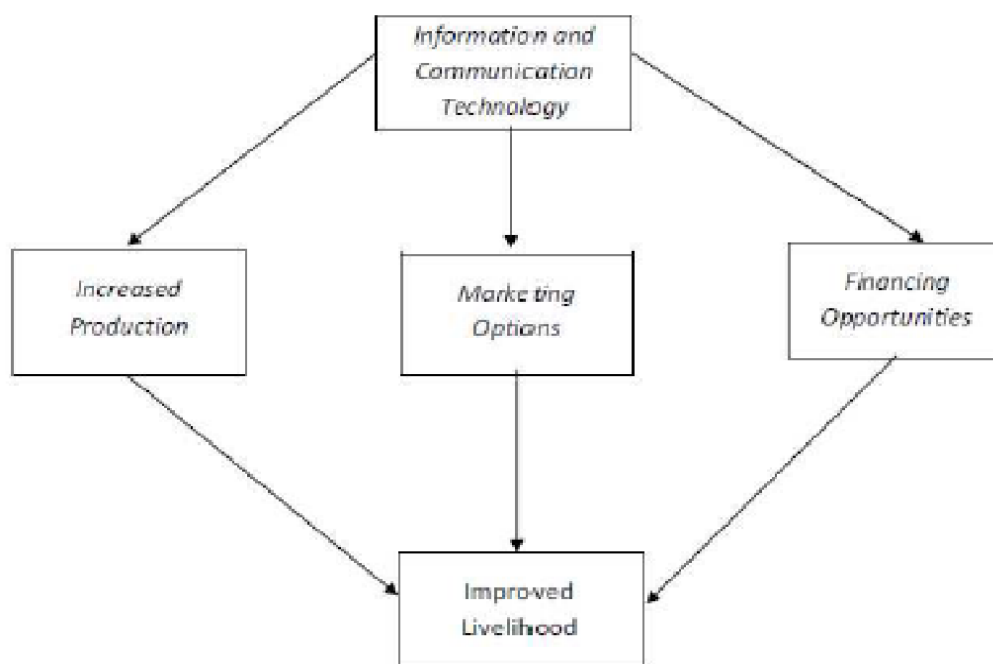 Information and
Communication
Technology
Increased
Production
Marketing
Options
Financing
Opportunities
Improved
Livelihood